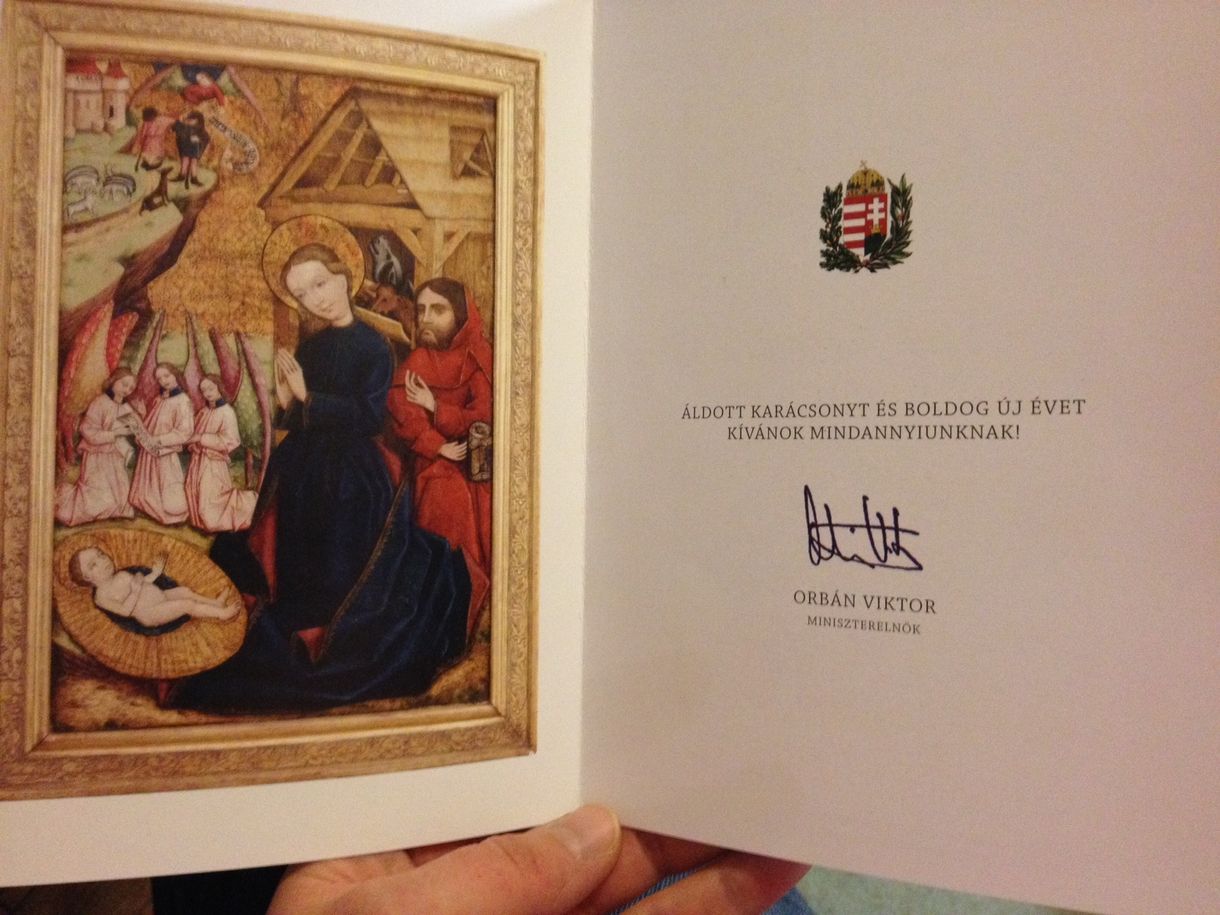 ÁLDOTT KARÁCSONYT ÉS BOLDOG ÚJ ÉVET
KÍVÁNOK MINDANNYIUNKNAK!
ORBÁN VIKTOR
MINISZTERELNÖK